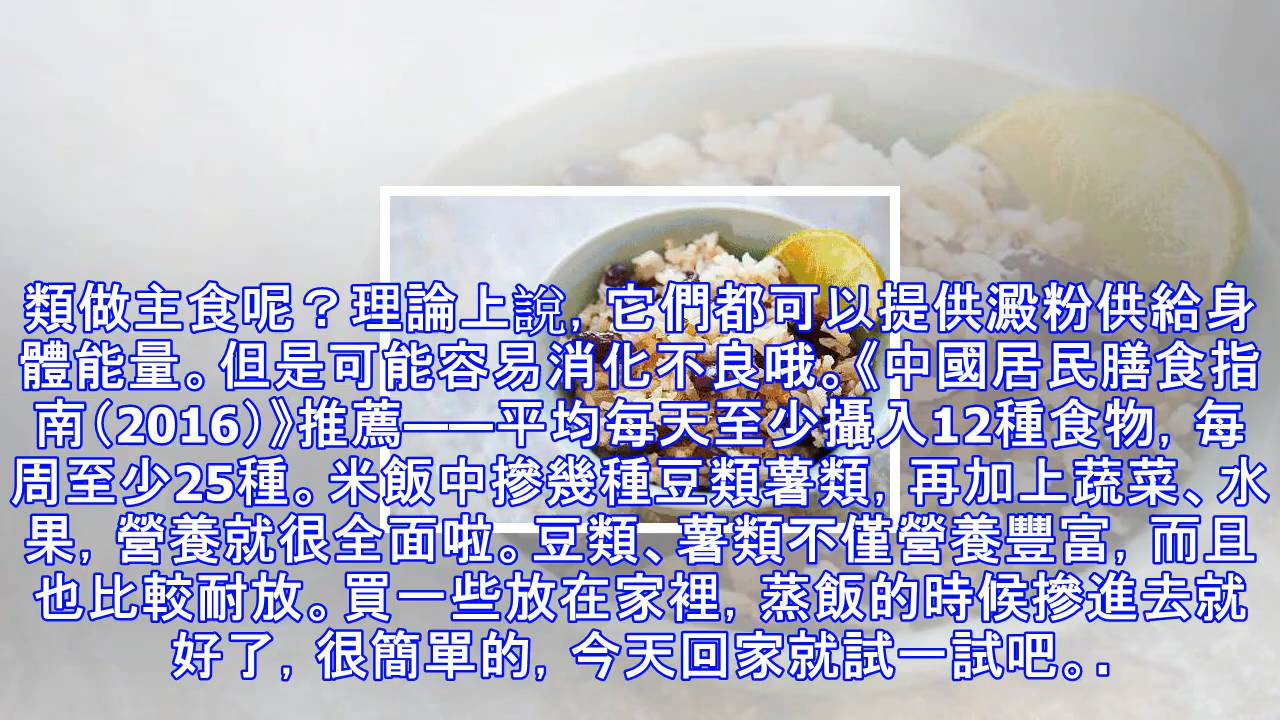 類做主食呢？理論上說，它們都可以提供澱粉供給身
體能量。但是可能容易消化不良哦。《中國居民膳食指
南（2016）》推薦——平均每天至少攝入12種食物，每
周至少25種。米飯中摻幾種豆類薯類，再加上蔬菜、水
果，營養就很全面啦。豆類、薯類不僅營養豐富，而且
也比較耐放。買一些放在家裡，蒸飯的時候摻進去就
好了，很簡單的，今天回家就試一試吧。.